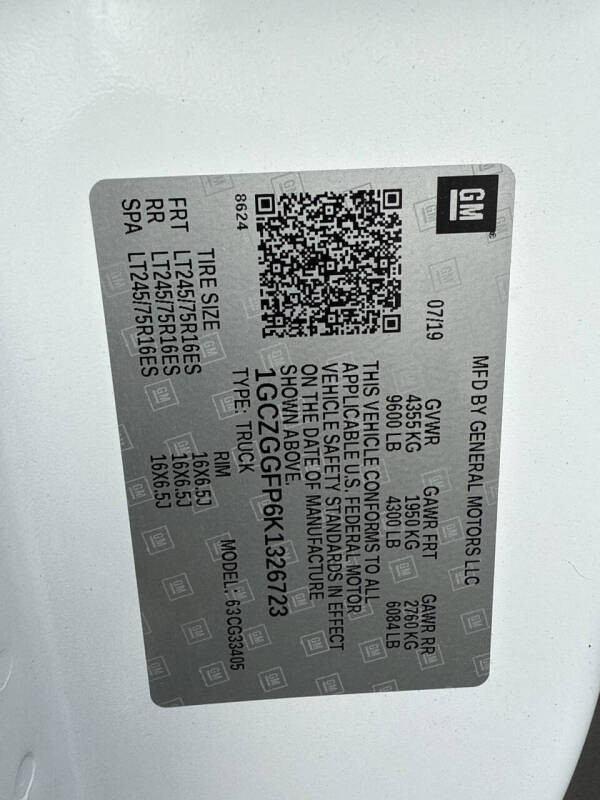 GM
MFD BY GENERAL MOTORS LLC
07/19
GVWR GAWR FRT GAWR RR
4355 KG 1950 KG 2760 KG
9600 LB 4300 LB 6084 LB
THIS VEHICLE CONFORMS TO ALL
APPLICABLE U.S. FEDERAL MOTOR
VEHICLE SAFETY STANDARDS IN EFFECT
ON THE DATE OF MANUFACTURE
SHOWN ABOVE.
1GCZGGFP6K1326723
8624
TYPE: TRUCK MODEL: 63CG33405
TIRE SIZE RIM
FRT LT245/75R16ES 16X6.5J
RR LT245/75R16ES 16X6.5J
SPA LT245/75R16ES 16X6.5J